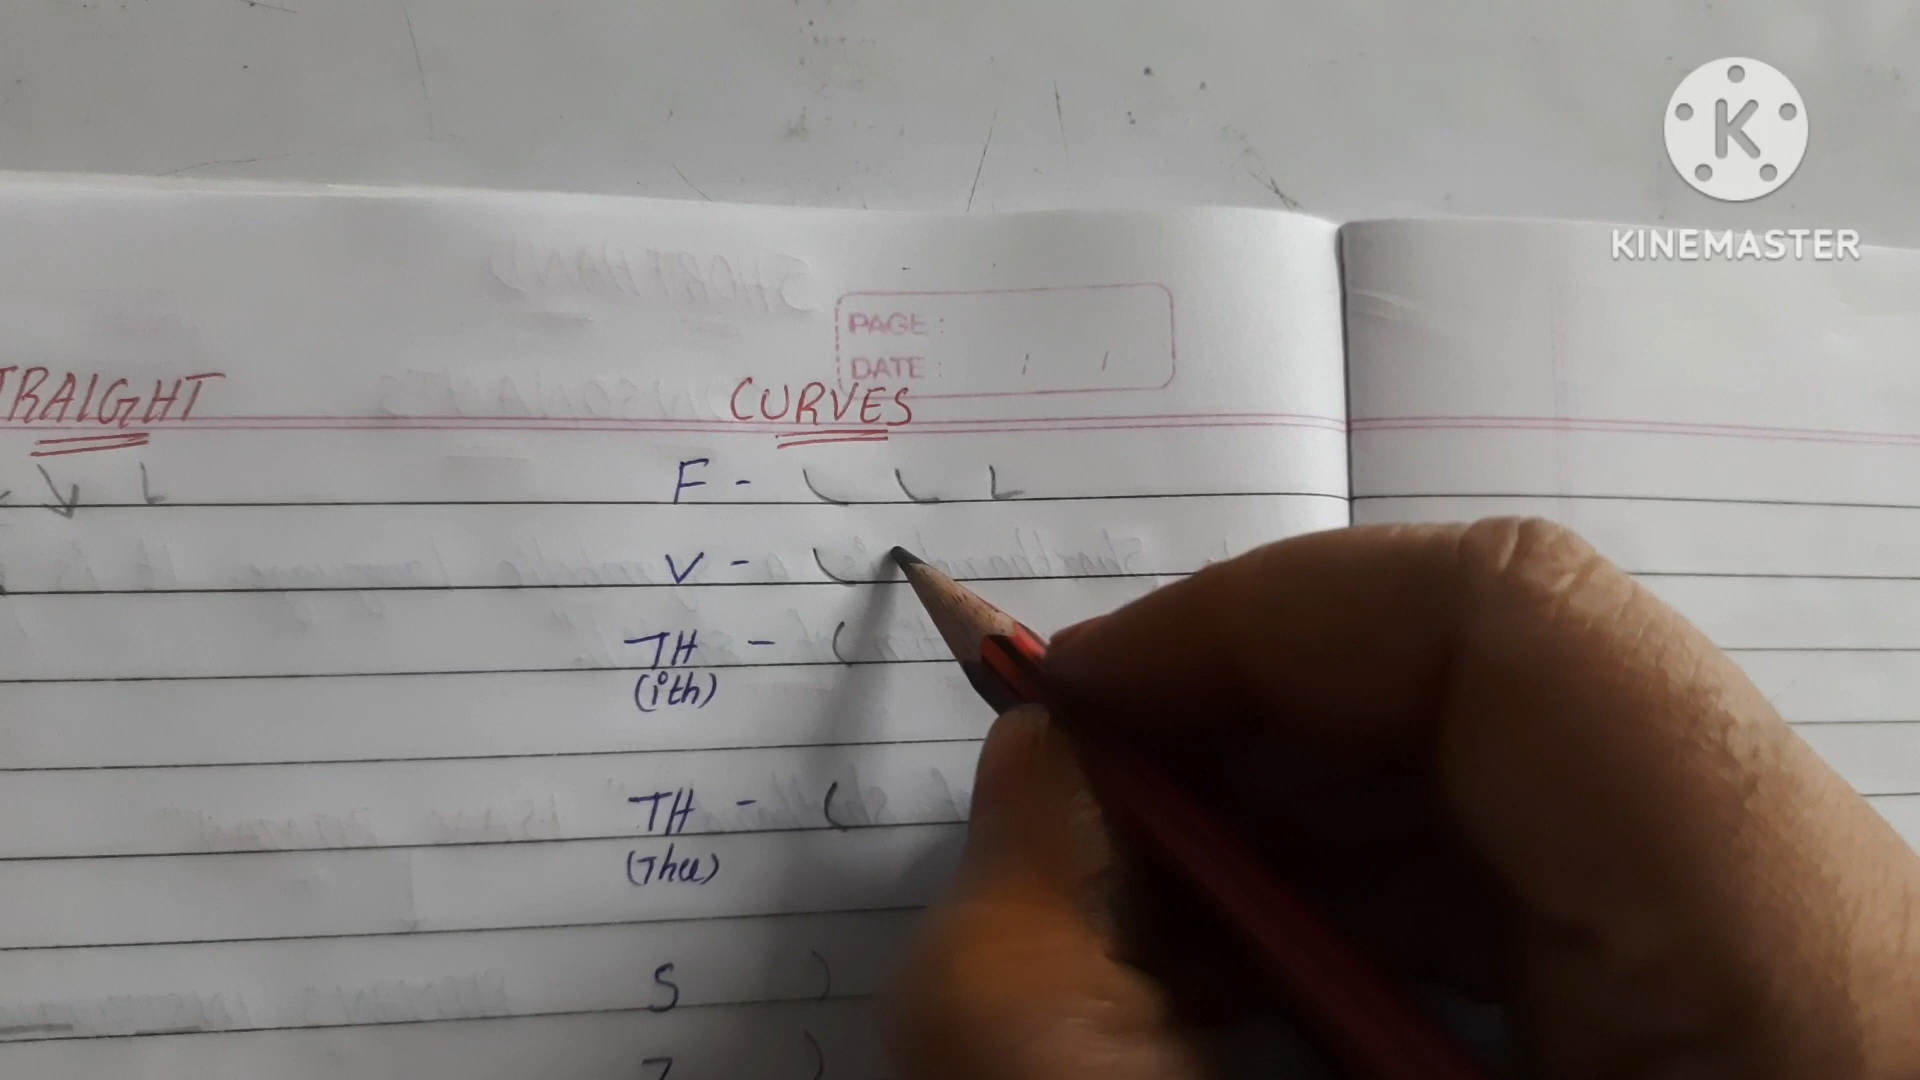 KINEMASTER
PAGE :
DATE : / /
TRAIGHT
CURVES
F -
V -
TH -
(ith)
TH -
(Thee)
S
Z